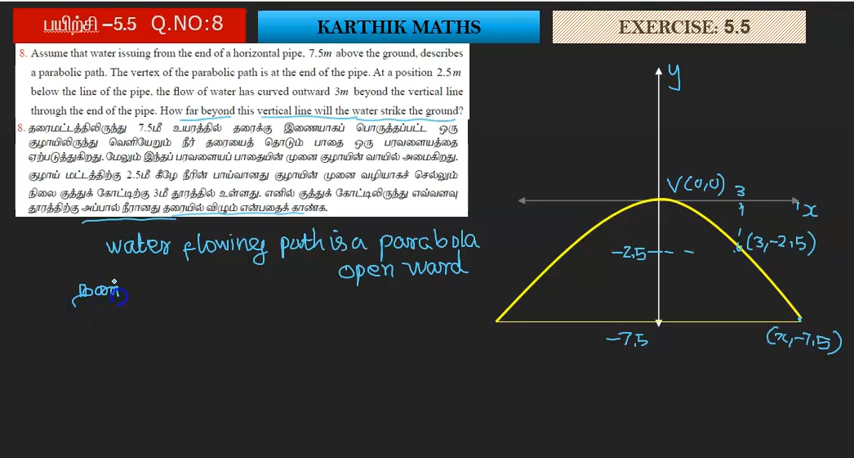 பயிற்சி -5.5 Q.NO:8
KARTHIK MATHS
EXERCISE: 5.5
8. Assume that water issuing from the end of a horizontal pipe, 7.5m above the ground, describes
a parabolic path. The vertex of the parabolic path is at the end of the pipe. At a position 2.5m
below the line of the pipe, the flow of water has curved outward 3m beyond the vertical line
through the end of the pipe. How far beyond this vertical line will the water strike the ground?
8. தரைமட்டத்திலிருந்து 7.5மீ உயரத்தில் தரைக்கு இணையாகப் பொருத்தப்பட்ட ஒரு
குழாயிலிருந்து வெளியேறும் நீர் தரையைத் தொடும் பாதை ஒரு பரவளையத்தை
ஏற்படுத்துகிறது. மேலும் இந்தப் பரவளையப் பாதையின் முனை குழாயின் வாயில் அமைகிறது.
குழாய் மட்டத்திற்கு 2.5மீ கீழே நீரின் பாய்வானது குழாயின் முனை வழியாகச் செல்லும்
நிலை குத்துக் கோட்டிற்கு 3மீ தூரத்தில் உள்ளது. எனில் குத்துக் கோட்டிலிருந்து எவ்வளவு
தூரத்திற்கு அப்பால் நீரானது தரையில் விழும் என்பதைக் காண்க.
water flowing path is a parabola
open ward
y
V(0,0)
3
x
(3,-2.5)
-2.5
-7.5
(x,-7.5)